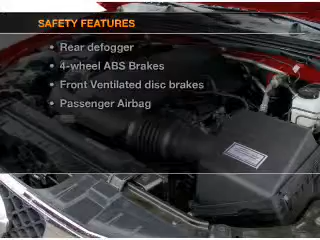 SAFETY FEATURES
• Rear defogger
• 4-wheel ABS Brakes
• Front Ventilated disc brakes
• Passenger Airbag